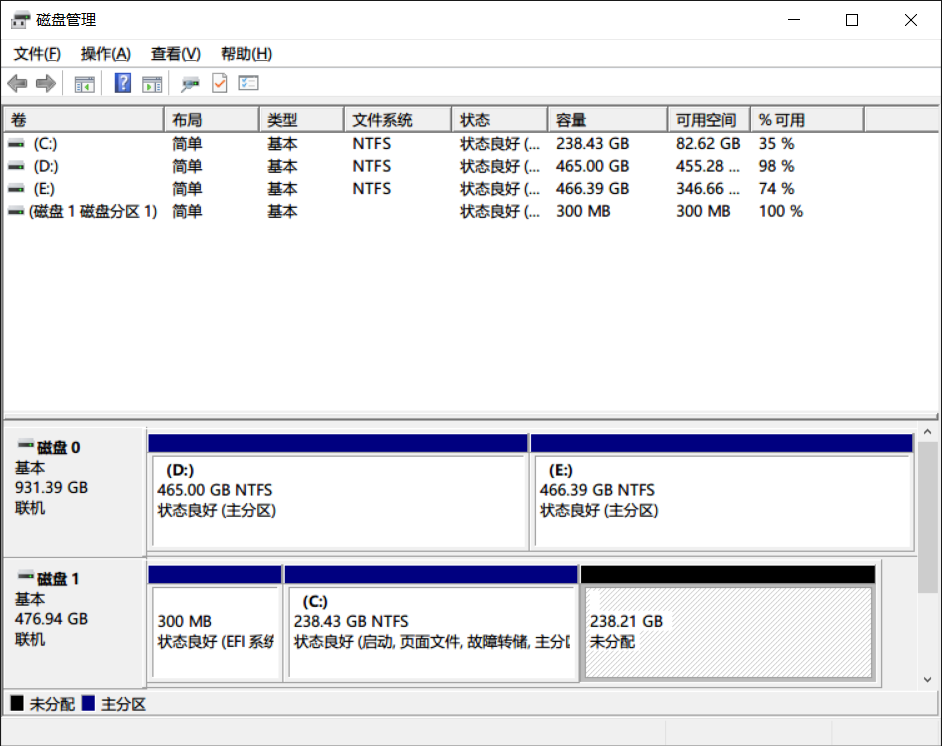 磁盘管理
文件(F) 操作(A) 查看(V) 帮助(H)
卷 布局 类型 文件系统 状态 容量 可用空间 % 可用
(C:) 简单 基本 NTFS 状态良好 (... 238.43 GB 82.62 GB 35 %
(D:) 简单 基本 NTFS 状态良好 (... 465.00 GB 455.28 ... 98 %
(E:) 简单 基本 NTFS 状态良好 (... 466.39 GB 346.66 ... 74 %
(磁盘 1 磁盘分区 1) 简单 基本 状态良好 (... 300 MB 300 MB 100 %
磁盘 0
基本
931.39 GB
联机
(D:)
465.00 GB NTFS
状态良好 (主分区)
(E:)
466.39 GB NTFS
状态良好 (主分区)
磁盘 1
基本
476.94 GB
联机
300 MB
状态良好 (EFI 系统
(C:)
238.43 GB NTFS
状态良好 (启动, 页面文件, 故障转储, 主分区
238.21 GB
未分配
未分配 主分区